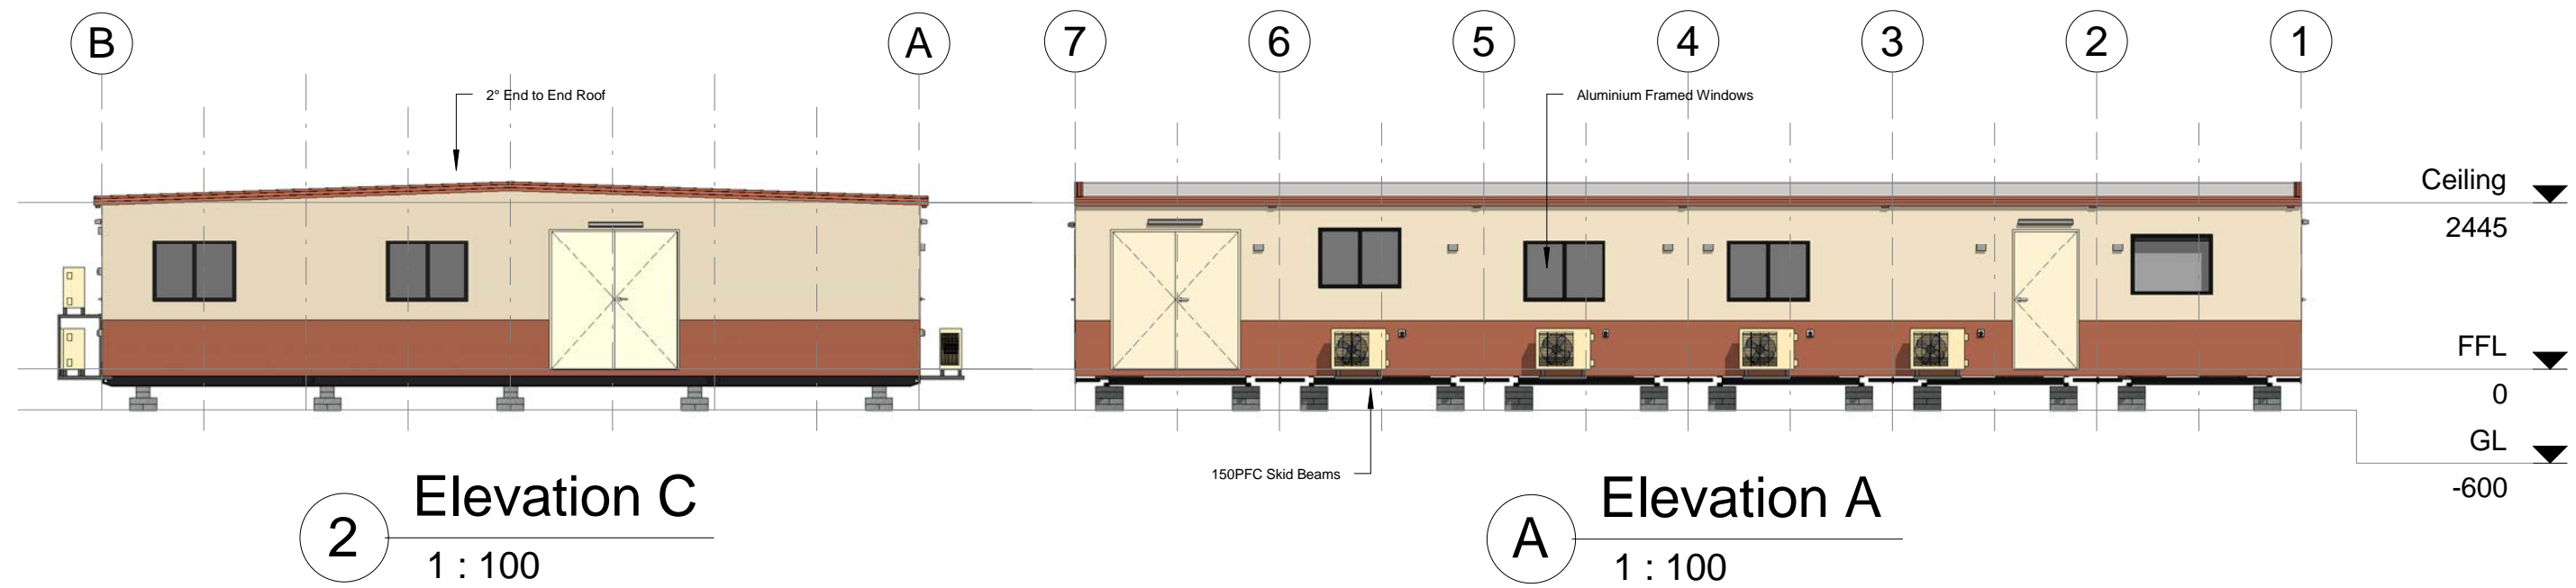 B
A
7
6
5
4
3
2
1
2° End to End Roof
Aluminium Framed Windows
Ceiling
2445
FFL
0
GL
-600
150PFC Skid Beams
2
Elevation C
1 : 100
A
Elevation A
1 : 100